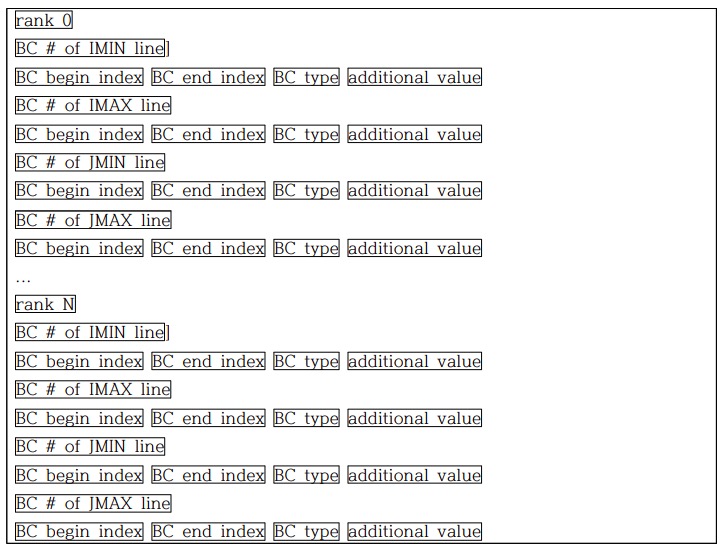 rank 0
BC # of IMIN line]
BC begin index BC end index BC type additional value
BC # of IMAX line
BC begin index BC end index BC type additional value
BC # of JMIN line
BC begin index BC end index BC type additional value
BC # of JMAX line
BC begin index BC end index BC type additional value
...
rank N
BC # of IMIN line]
BC begin index BC end index BC type additional value
BC # of IMAX line
BC begin index BC end index BC type additional value
BC # of JMIN line
BC begin index BC end index BC type additional value
BC # of JMAX line
BC begin index BC end index BC type additional value